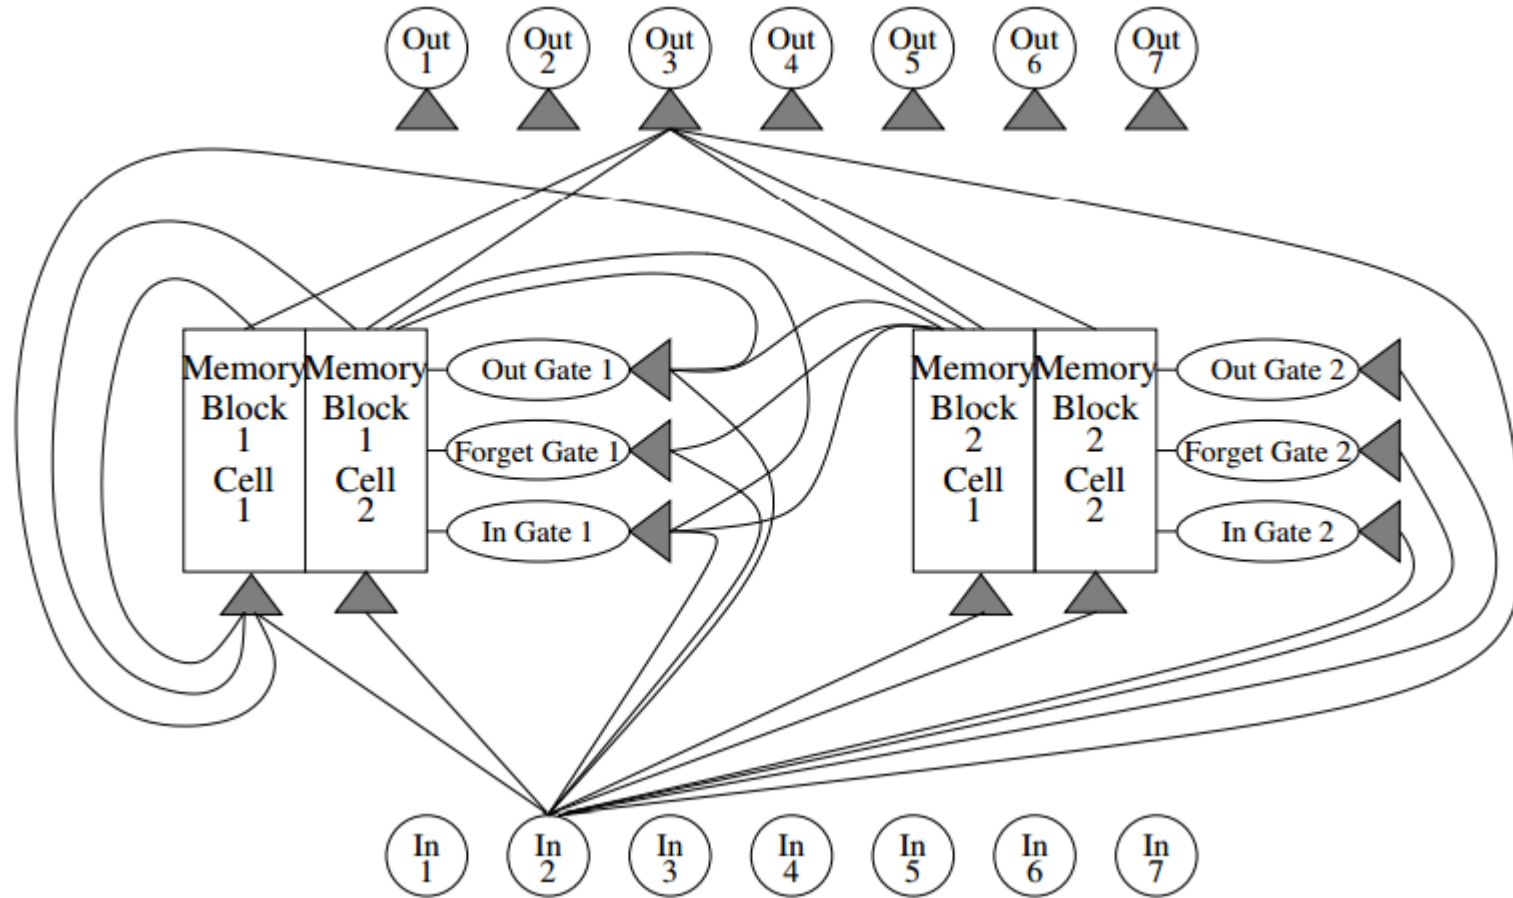 Out 1
Out 2
Out 3
Out 4
Out 5
Out 6
Out 7
Memory Block 1 Cell 1
Memory Block 1 Cell 2
Out Gate 1
Forget Gate 1
In Gate 1
Memory Block 2 Cell 1
Memory Block 2 Cell 2
Out Gate 2
Forget Gate 2
In Gate 2
In 1
In 2
In 3
In 4
In 5
In 6
In 7